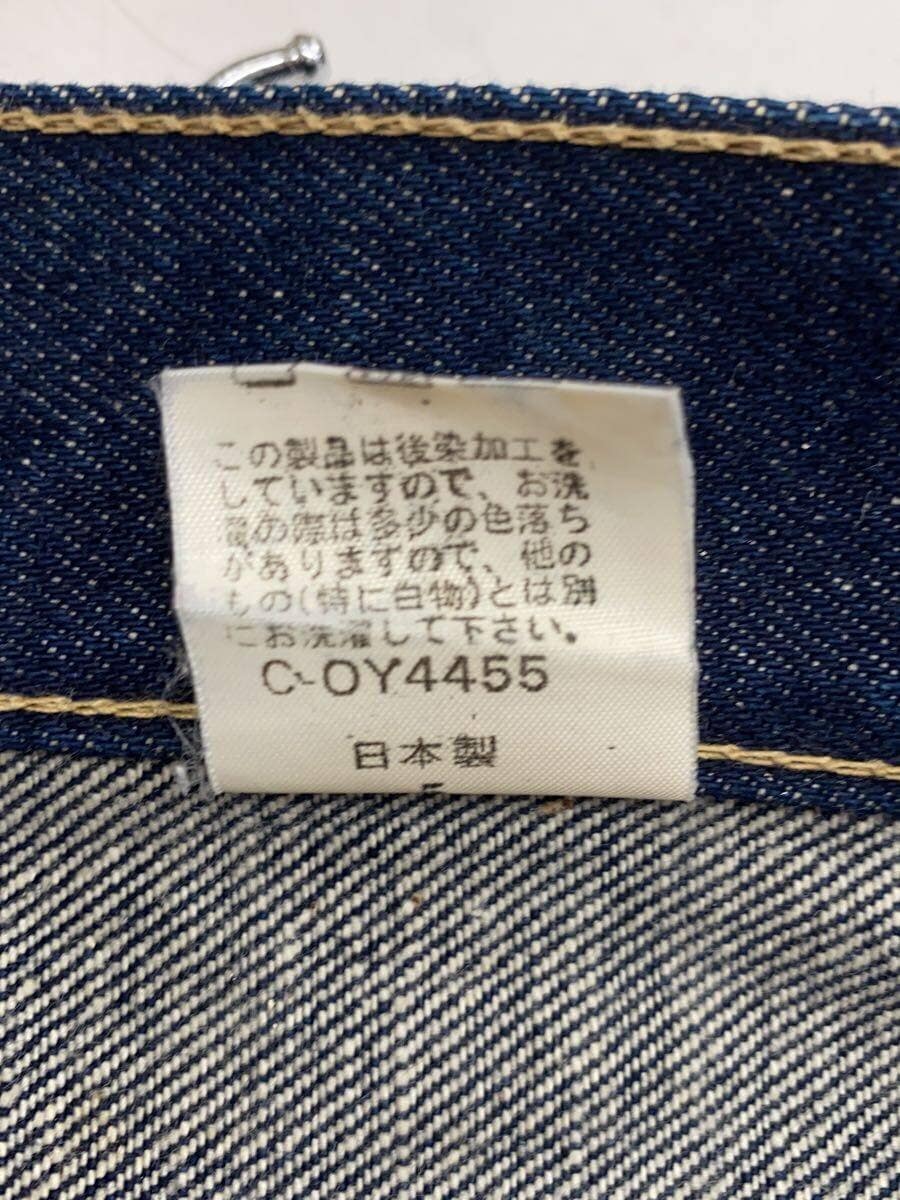 この製品は後染加工を
していますので、お洗
濯の際は多少の色落ち
がありますので、他の
もの(特に白物)とは別
にお洗濯して下さい。
C-OY4455
日本製